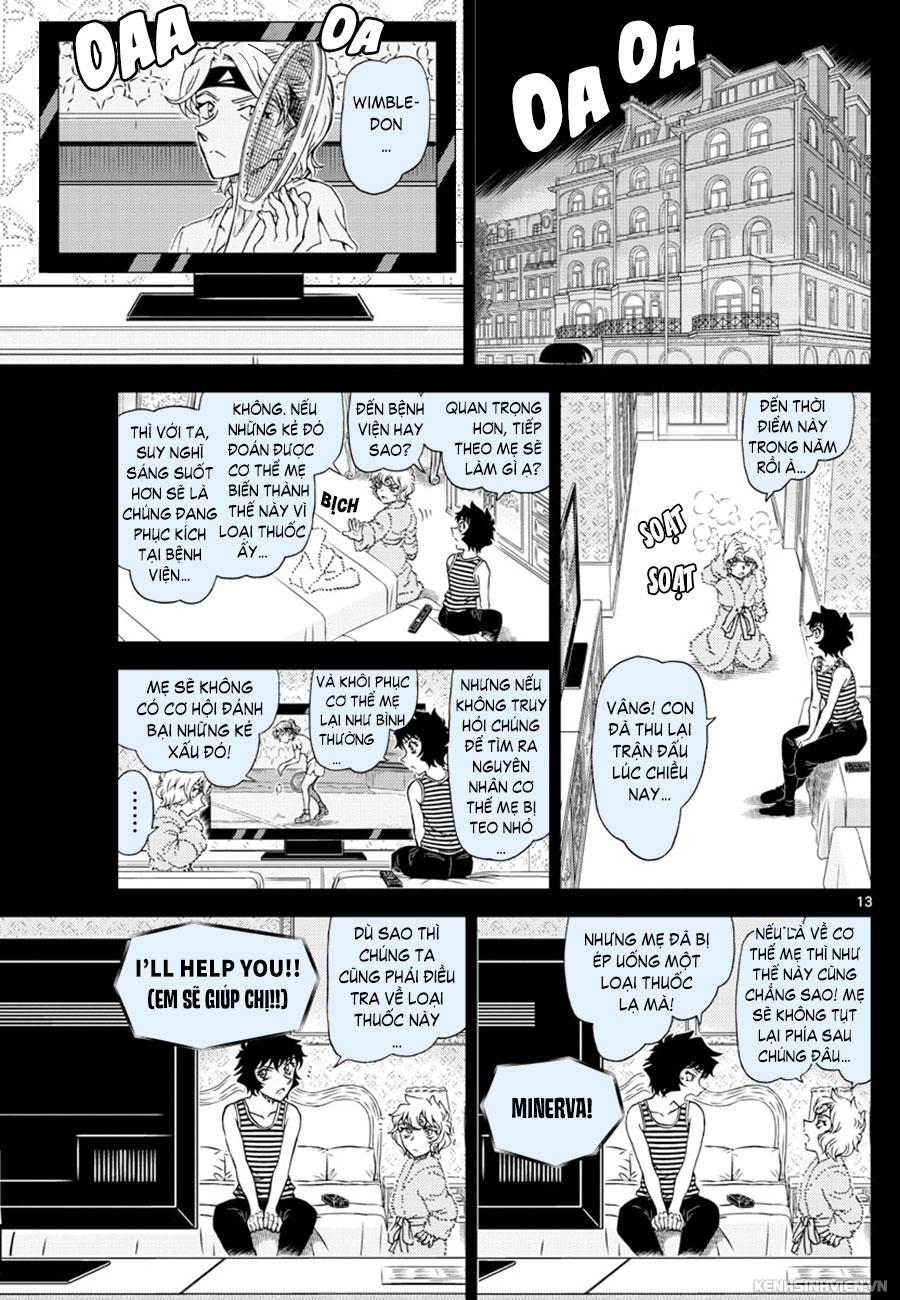 OA OA
OAA
OA
WIMBLE-
DON
...
ĐẾN THỜI
ĐIỂM NÀY
TRONG NĂM
RỒI À...
SOẠT
SOẠT
VÂNG! CON
ĐÃ THU LẠI
TRẬN ĐẤU
LÚC CHIỀU
NAY...
QUAN TRỌNG
HƠN, TIẾP
THEO MẸ SẼ
LÀM GÌ Ạ?
ĐẾN BỆNH
VIỆN HAY
SAO?
BỊCH
KHÔNG. NẾU
NHỮNG KẺ ĐÓ
ĐOÁN ĐƯỢC
CƠ THỂ MẸ
BIẾN THÀNH
THẾ NÀY VÌ
LOẠI THUỐC
ẤY...
THÌ VỚI TA,
SUY NGHĨ
SÁNG SUỐT
HƠN SẼ LÀ
CHÚNG ĐANG
PHỤC KÍCH
TẠI BỆNH
VIỆN...
NHƯNG NẾU
KHÔNG TRUY
HỎI CHÚNG
ĐỂ TÌM RA
NGUYÊN
NHÂN CƠ
THỂ MẸ BỊ
TEO NHỎ
...
VÀ KHÔI PHỤC
CƠ THỂ MẸ
LẠI NHƯ BÌNH
THƯỜNG
...
MẸ SẼ KHÔNG
CÓ CƠ HỘI ĐÁNH
BẠI NHỮNG KẺ
XẤU ĐÓ!
.....
13
NẾU LÀ VỀ CƠ
THỂ MẸ THÌ NHƯ
THẾ NÀY CŨNG
CHẲNG SAO! MẸ
SẼ KHÔNG TỤT
LẠI PHÍA SAU
CHÚNG ĐÂU...
NHƯNG MẸ ĐÃ BỊ
ÉP UỐNG MỘT
LOẠI THUỐC
LẠ MÀ!
MINERVA!
DÙ SAO THÌ
CHÚNG TA
CŨNG PHẢI ĐIỀU
TRA VỀ LOẠI
THUỐC NÀY
...
I'LL HELP YOU!!
(EM SẼ GIÚP CHỊ!!)
KENHSINHVIEN.VN